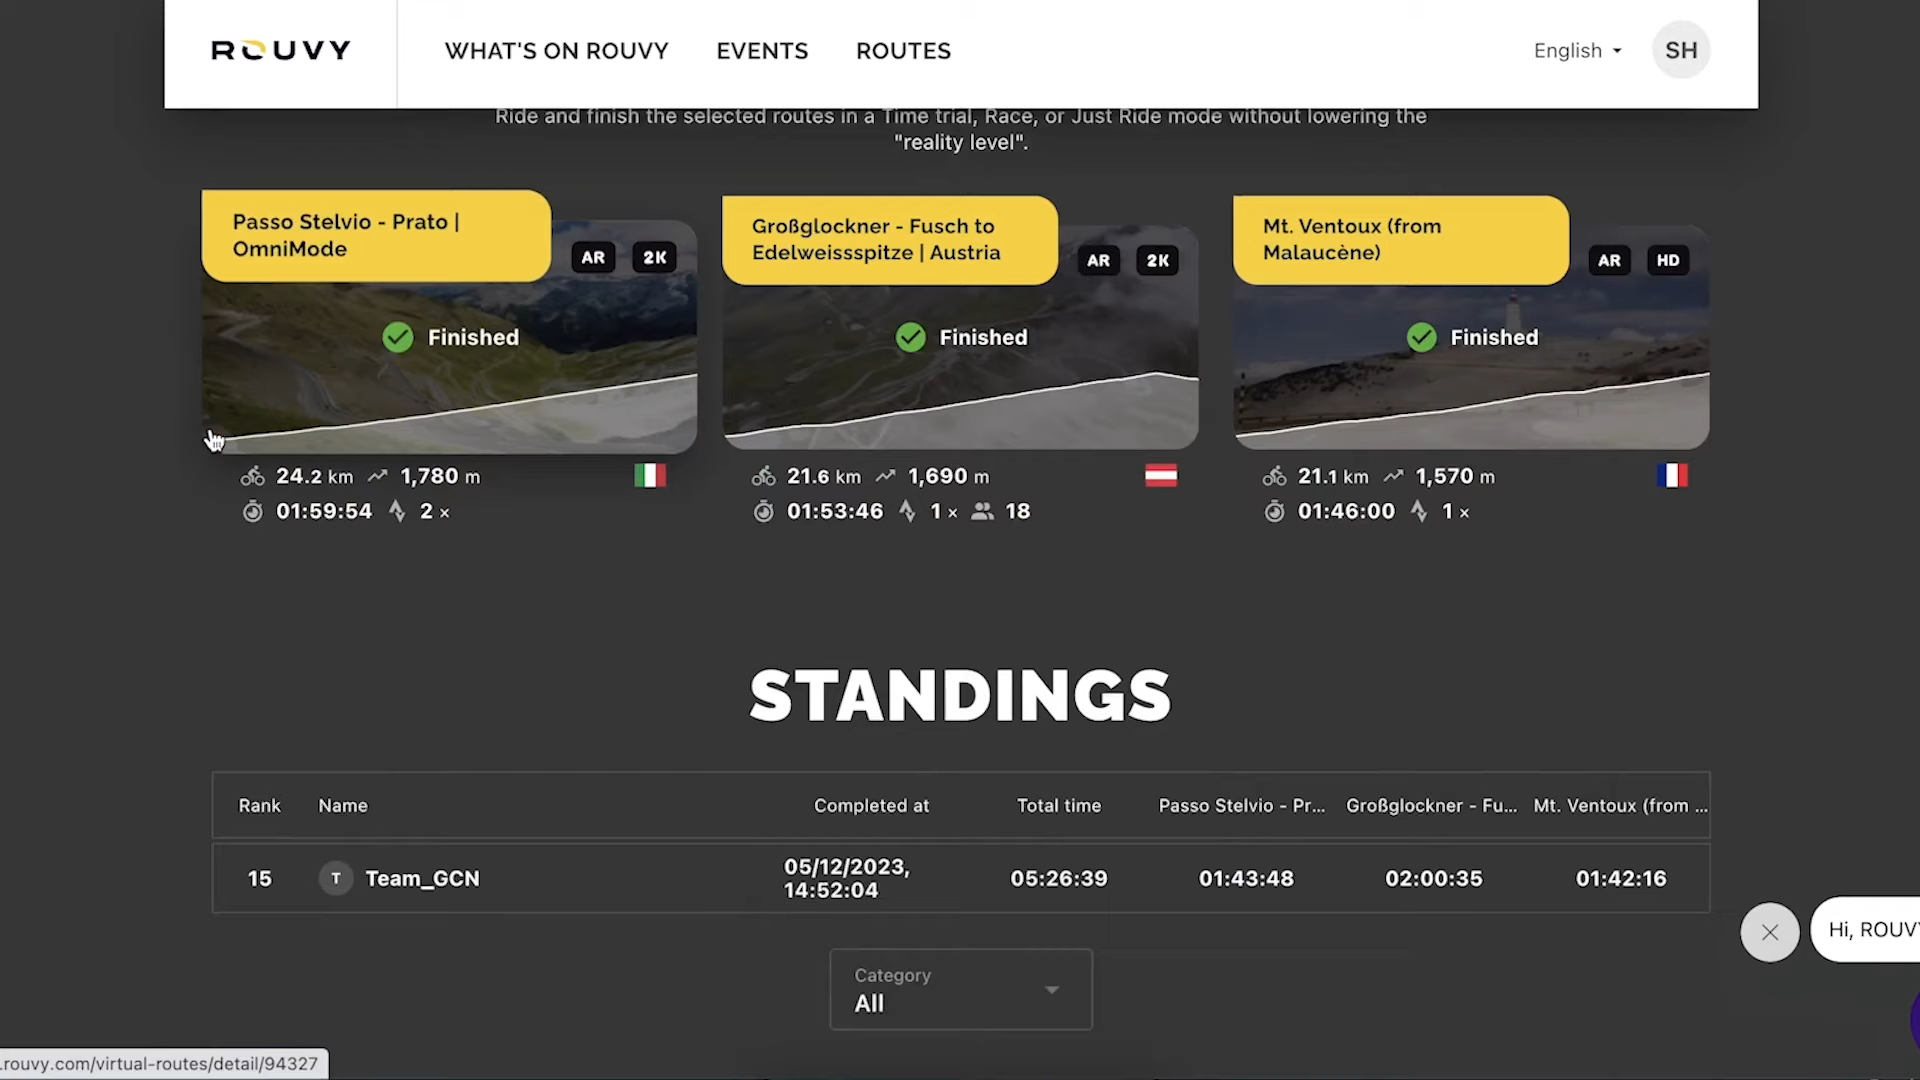 ROUVY
WHAT'S ON ROUVY
EVENTS
ROUTES
English
SH
Ride and finish the selected routes in a Time trial, Race, or Just Ride mode without lowering the
"reality level".
Passo Stelvio - Prato |
OmniMode
AR
2K
Finished
24.2 km
1,780 m
01:59:54
2 x
Großglockner - Fusch to
Edelweissspitze | Austria
AR
2K
Finished
21.6 km
1,690 m
01:53:46
1 x
18
Mt. Ventoux (from
Malaucène)
AR
HD
Finished
21.1 km
1,570 m
01:46:00
1 x
STANDINGS
Rank
Name
Completed at
Total time
Passo Stelvio - Pr...
Großglockner - Fu...
Mt. Ventoux (from ...
15
T
Team_GCN
05/12/2023,
14:52:04
05:26:39
01:43:48
02:00:35
01:42:16
Category
All
Hi, ROUV
.rouvy.com/virtual-routes/detail/94327